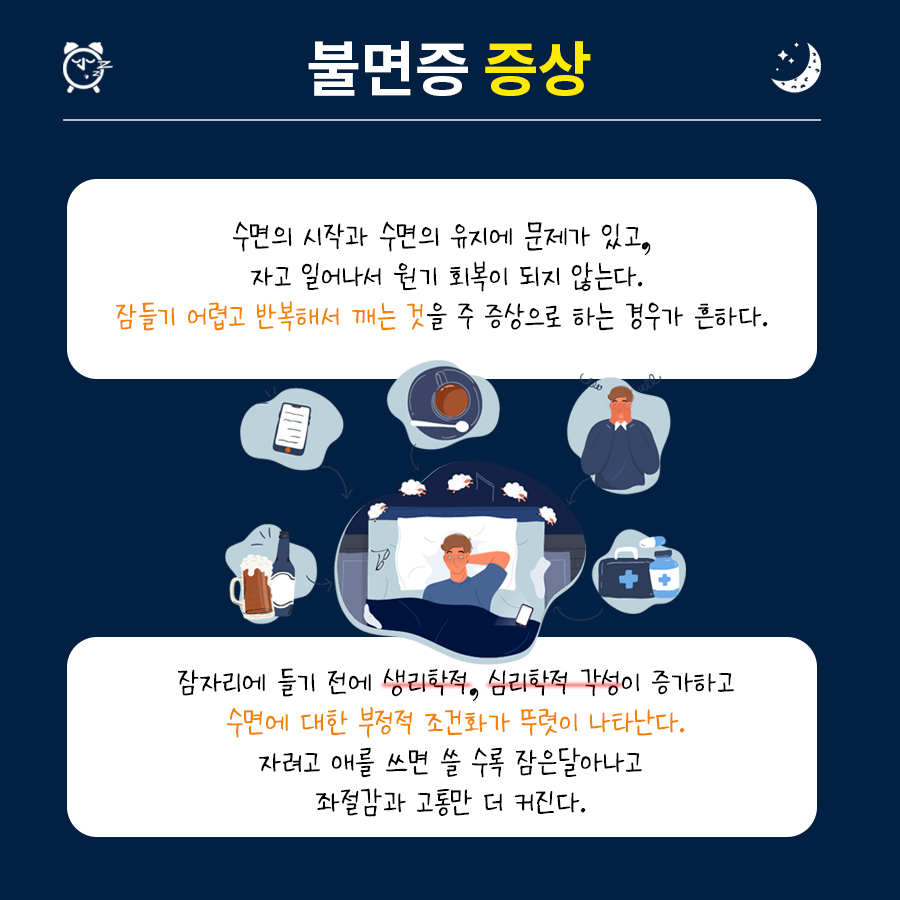 불면증 증상
수면의 시작과 수면의 유지에 문제가 있고,
자고 일어나서 원기 회복이 되지 않는다.
잠들기 어렵고 반복해서 깨는 것을 주 증상으로 하는 경우가 흔하다.
잠자리에 들기 전에 생리학적, 심리학적 각성이 증가하고
수면에 대한 부정적 조건화가 뚜렷이 나타난다.
자려고 애를 쓰면 쓸 수록 잠은달아나고
좌절감과 고통만 더 커진다.